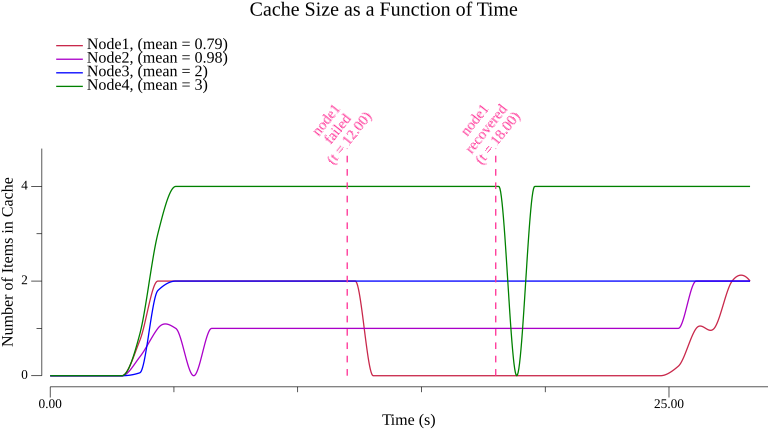 Cache Size as a Function of Time
Node1, (mean = 0.79)
Node2, (mean = 0.98)
Node3, (mean = 2)
Node4, (mean = 3)
node1
failed
(t = 12.00)
node1
recovered
(t = 18.00)
Number of Items in Cache
4
2
0
0.00
25.00
Time (s)